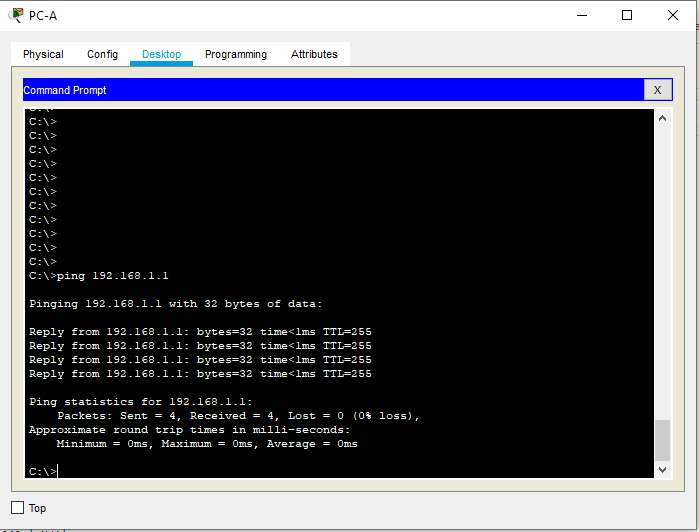 PC-A
Physical Config Desktop Programming Attributes
Command Prompt X
C:\>
C:\>
C:\>
C:\>
C:\>
C:\>
C:\>
C:\>
C:\>
C:\>
C:\>
C:\>ping 192.168.1.1
Pinging 192.168.1.1 with 32 bytes of data:
Reply from 192.168.1.1: bytes=32 time<1ms TTL=255
Reply from 192.168.1.1: bytes=32 time<1ms TTL=255
Reply from 192.168.1.1: bytes=32 time<1ms TTL=255
Reply from 192.168.1.1: bytes=32 time<1ms TTL=255
Ping statistics for 192.168.1.1:
Packets: Sent = 4, Received = 4, Lost = 0 (0% loss),
Approximate round trip times in milli-seconds:
Minimum = 0ms, Maximum = 0ms, Average = 0ms
C:\>
Top